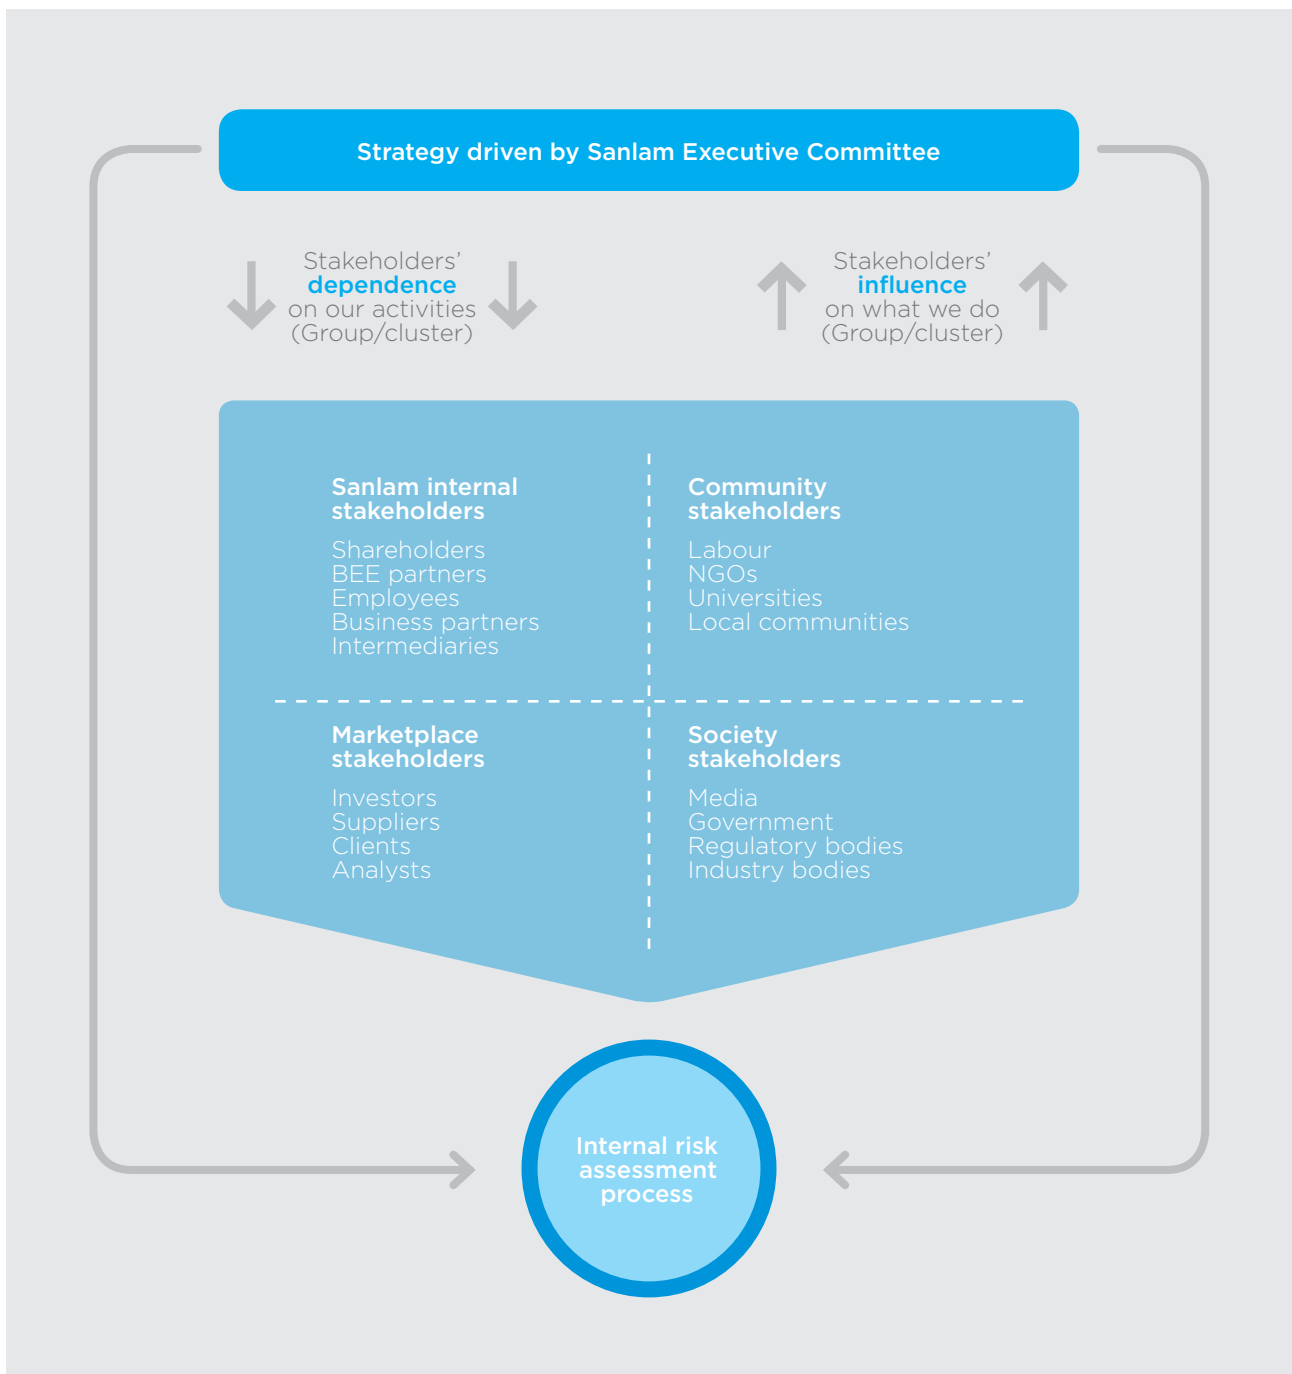 Strategy driven by Sanlam Executive Committee
Stakeholders’
dependence
on our activities
(Group/cluster)
Stakeholders’
influence
on what we do
(Group/cluster)
Sanlam internal
stakeholders
Shareholders
BEE partners
Employees
Business partners
Intermediaries
Community
stakeholders
Labour
NGOs
Universities
Local communities
Marketplace
stakeholders
Investors
Suppliers
Clients
Analysts
Society
stakeholders
Media
Government
Regulatory bodies
Industry bodies
Internal risk
assessment
process